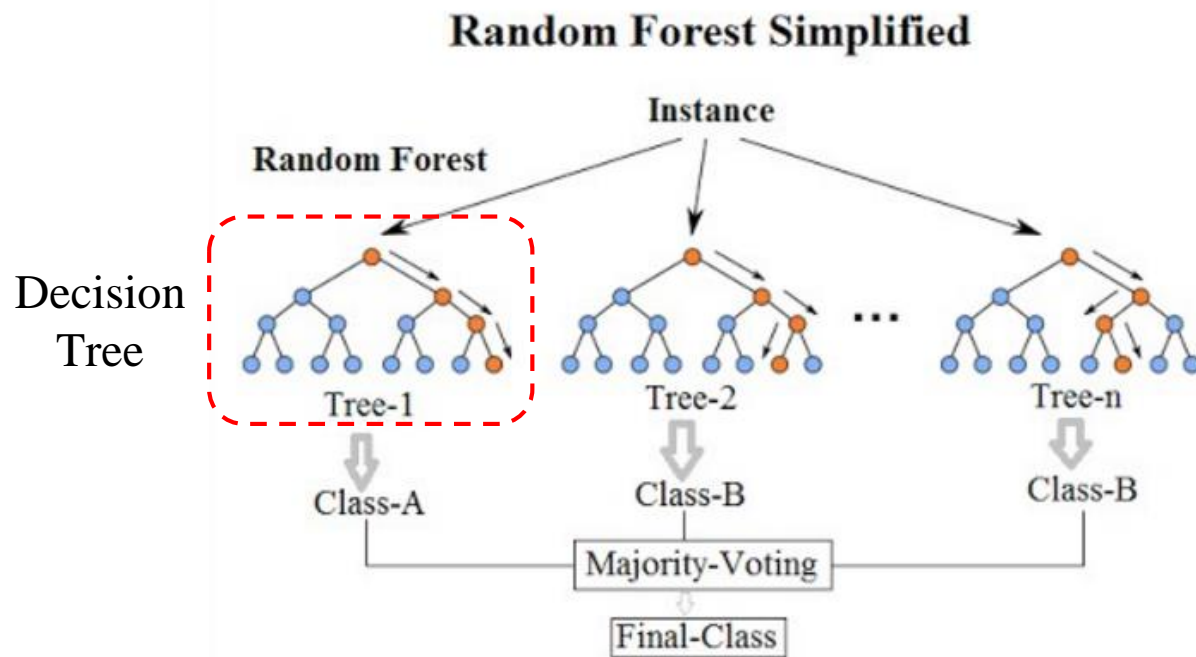 Random Forest Simplified
Instance
Random Forest
Decision
Tree
...
Tree-1
Tree-2
Tree-n
Class-A
Class-B
Class-B
Majority-Voting
Final-Class